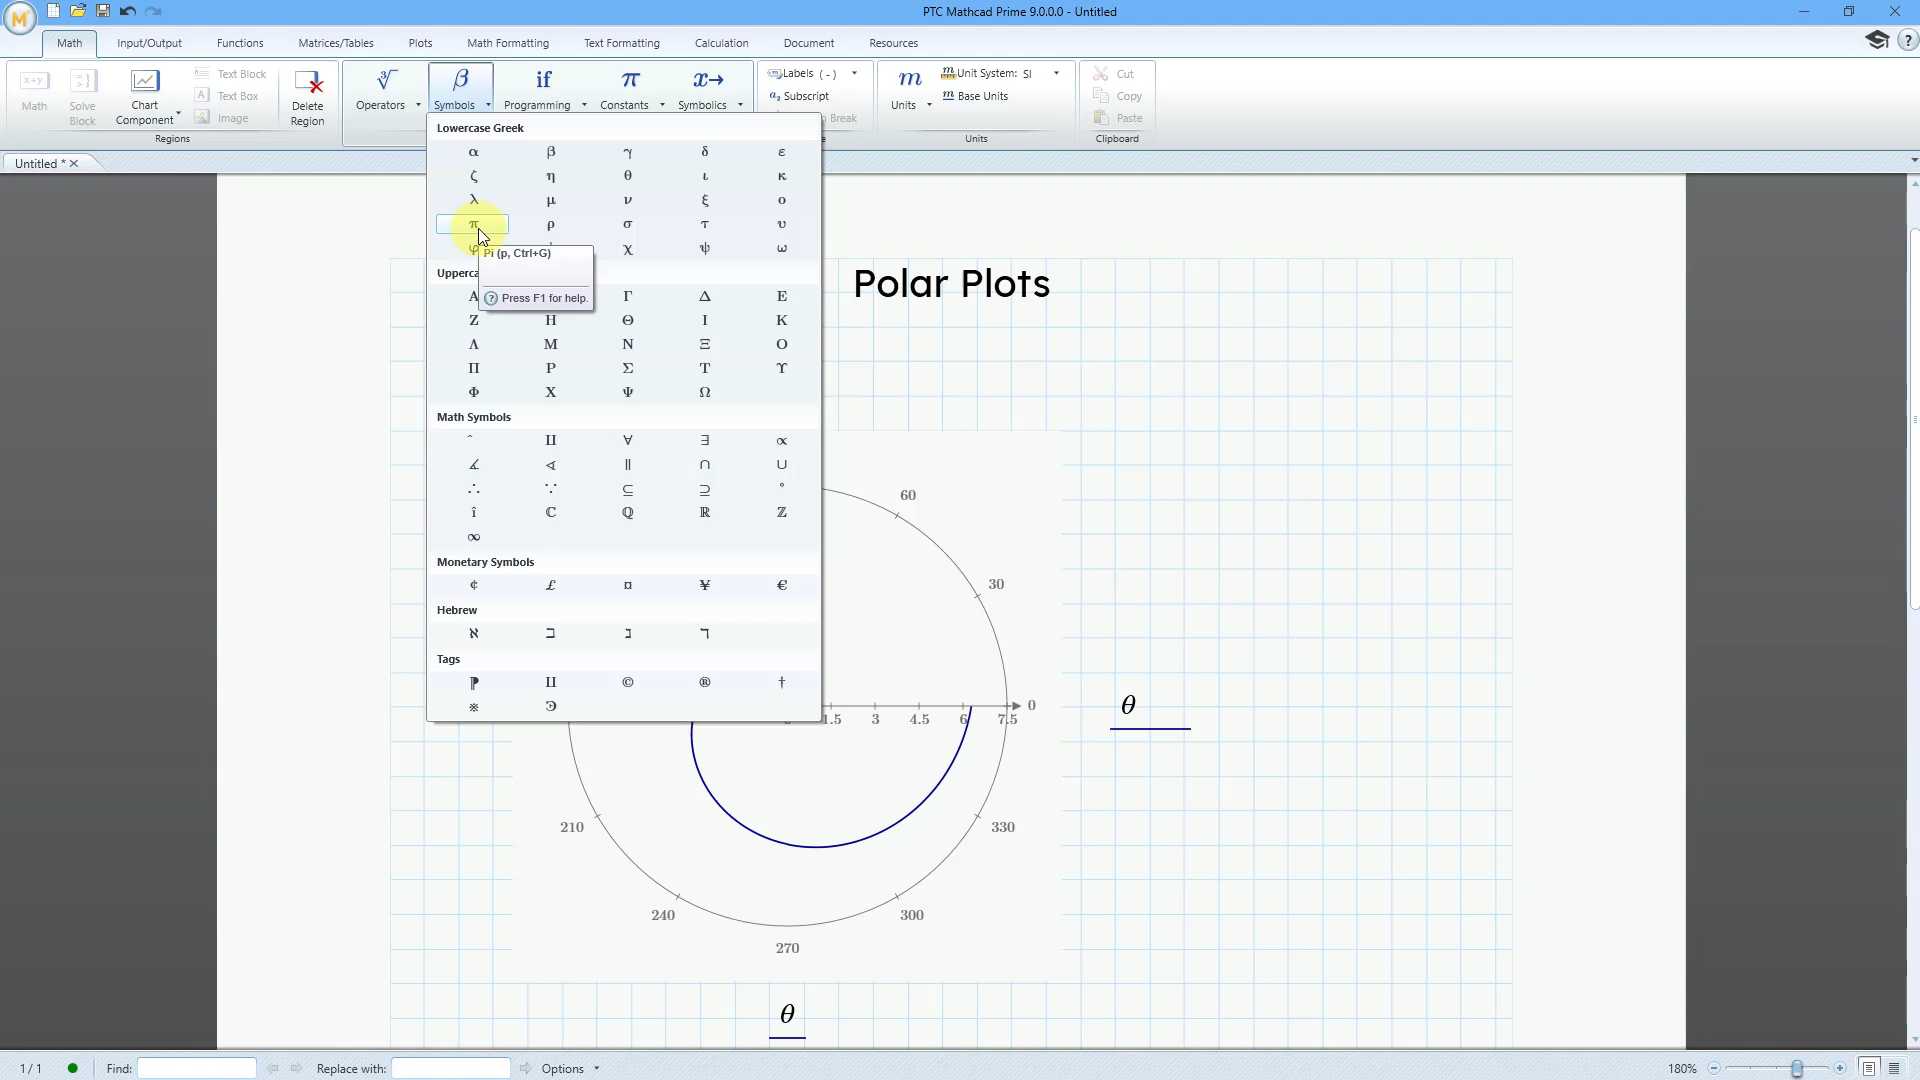 PTC Mathcad Prime 9.0.0.0 - Untitled
Math Input/Output Functions Matrices/Tables Plots Math Formatting Text Formatting Calculation Document Resources
Math Solve Block Chart Component Text Block Text Box Image Delete Region Regions
Operators Symbols Programming Constants Symbolics
Labels ( - ) Subscript Break
Units Unit System: SI Base Units Units
Cut Copy Paste Clipboard
Untitled *
Lowercase Greek
α β γ δ ε
ζ η θ ι κ
λ μ ν ξ ο
π ρ σ τ υ
φ χ ψ ω
Pi (p, Ctrl+G)
Press F1 for help.
Upperca
Α Γ Δ Ε
Ζ Η Θ Ι Κ
Λ Μ Ν Ξ Ο
Π Ρ Σ Τ ϒ
Φ Χ Ψ Ω
Math Symbols
ˆ ∐ ∀ ∃ ∝
∡ ∢ ∥ ∩ ∪
∴ ∵ ⊆ ⊇ °
î ℂ ℚ ℝ ℤ
∞
Monetary Symbols
¢ £ ¤ ¥ €
Hebrew
א ב נ ר
Tags
© ® †
※
Polar Plots
60
30
0
1.5 3 4.5 6 7.5
θ
210
330
240
300
270
θ
1 / 1 Find: Replace with: Options 180%